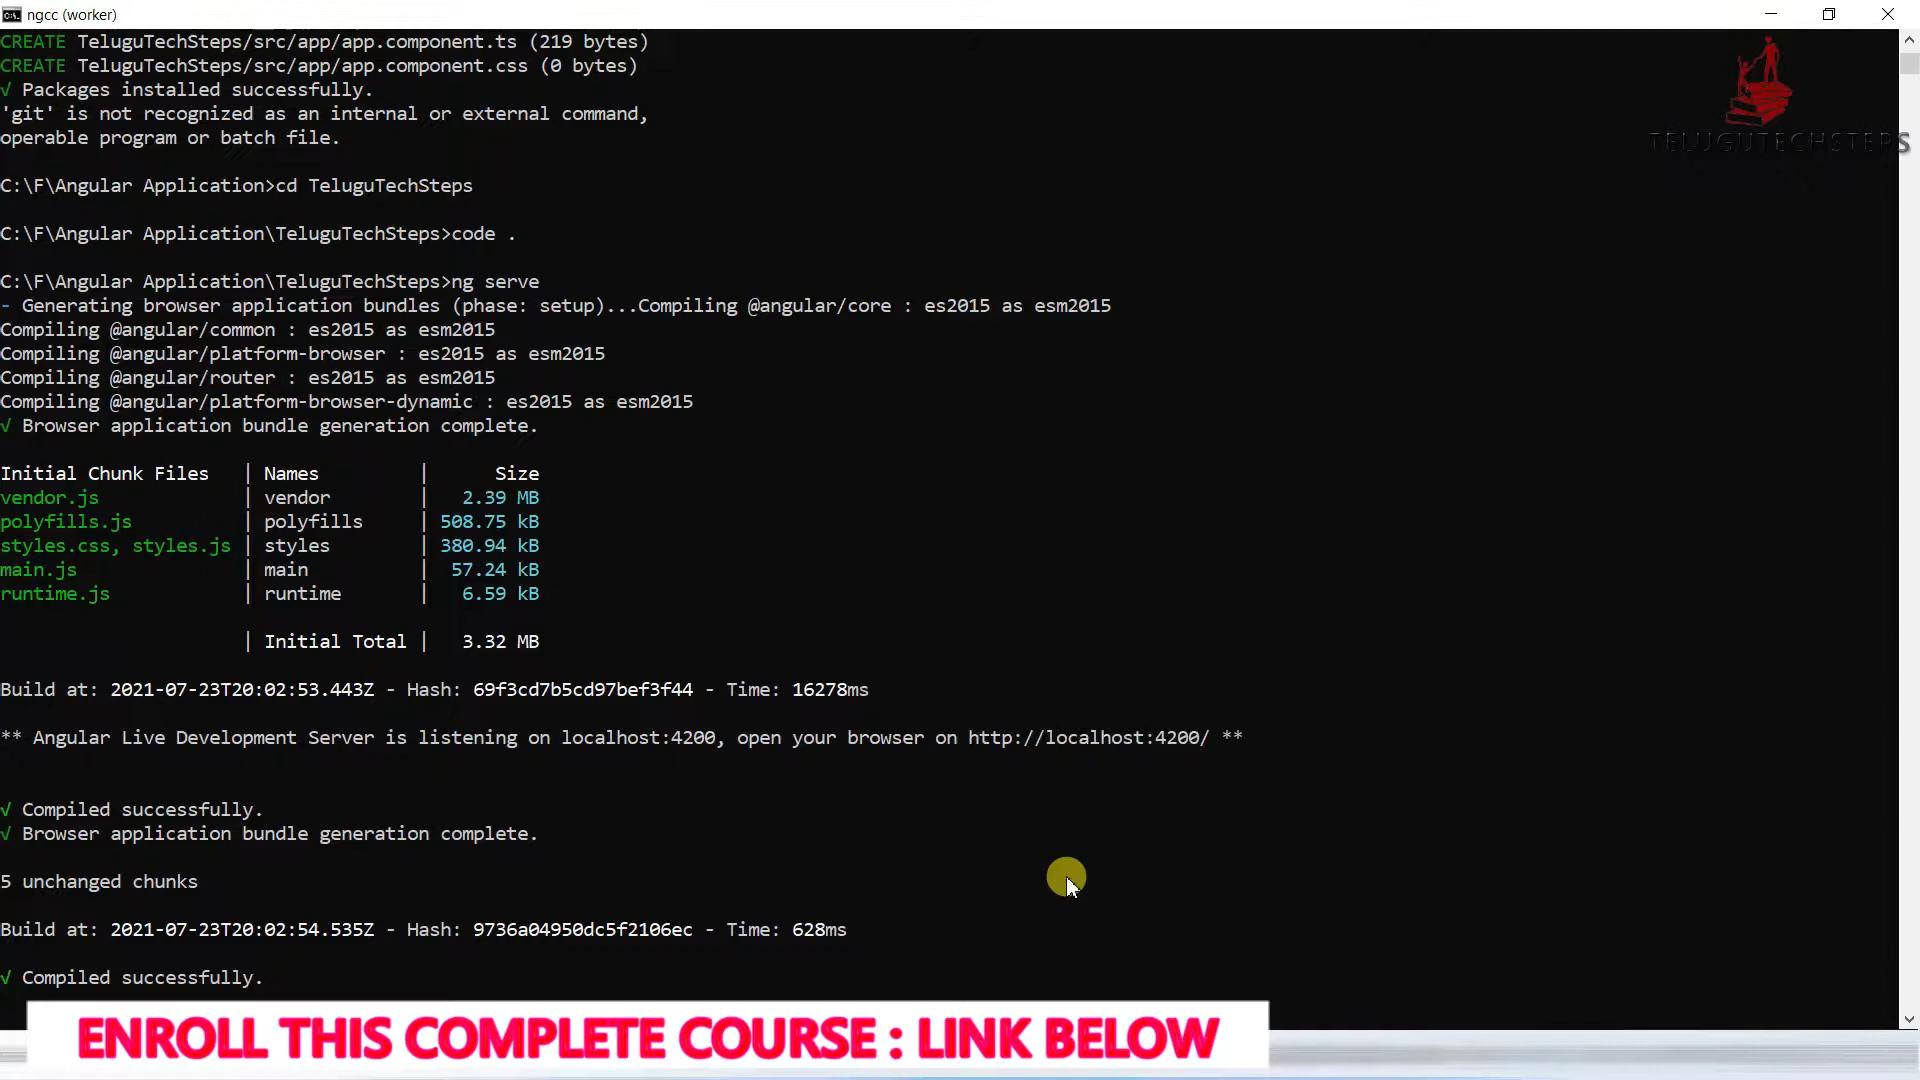 ngcc (worker)
CREATE TeluguTechSteps/src/app/app.component.ts (219 bytes)
CREATE TeluguTechSteps/src/app/app.component.css (0 bytes)
√ Packages installed successfully.
'git' is not recognized as an internal or external command,
operable program or batch file.
C:\F\Angular Application>cd TeluguTechSteps
C:\F\Angular Application\TeluguTechSteps>code .
C:\F\Angular Application\TeluguTechSteps>ng serve
- Generating browser application bundles (phase: setup)...Compiling @angular/core : es2015 as esm2015
Compiling @angular/common : es2015 as esm2015
Compiling @angular/platform-browser : es2015 as esm2015
Compiling @angular/router : es2015 as esm2015
Compiling @angular/platform-browser-dynamic : es2015 as esm2015
√ Browser application bundle generation complete.
Initial Chunk Files | Names | Size
vendor.js | vendor | 2.39 MB
polyfills.js | polyfills | 508.75 kB
styles.css, styles.js | styles | 380.94 kB
main.js | main | 57.24 kB
runtime.js | runtime | 6.59 kB
| Initial Total | 3.32 MB
Build at: 2021-07-23T20:02:53.443Z - Hash: 69f3cd7b5cd97bef3f44 - Time: 16278ms
** Angular Live Development Server is listening on localhost:4200, open your browser on http://localhost:4200/ **
√ Compiled successfully.
√ Browser application bundle generation complete.
5 unchanged chunks
Build at: 2021-07-23T20:02:54.535Z - Hash: 9736a04950dc5f2106ec - Time: 628ms
√ Compiled successfully.
TELUGUTECHSTEPS
ENROLL THIS COMPLETE COURSE : LINK BELOW